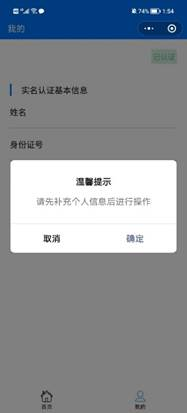 74% 1:54
我的
已认证
实名认证基本信息
姓名
身份证号
温馨提示
请先补充个人信息后进行操作
取消
确定
首页
我的